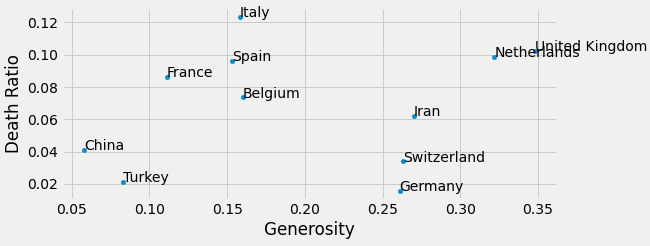 Death Ratio
0.12
0.10
0.08
0.06
0.04
0.02
Italy
Spain
France
Belgium
United Kingdom
Netherlands
Iran
China
Switzerland
Turkey
Germany
0.05 0.10 0.15 0.20 0.25 0.30 0.35
Generosity